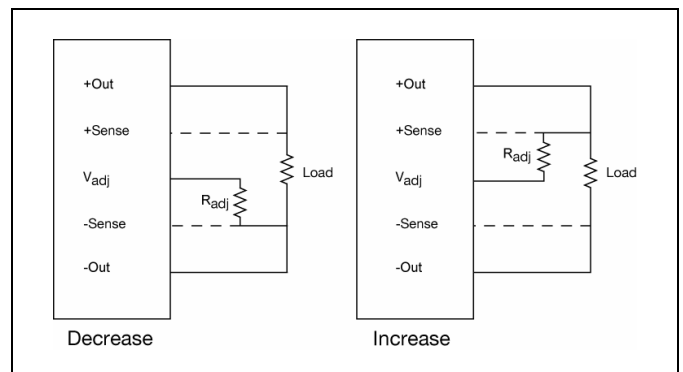 +Out
+Sense
Vadj
Radj
Load
-Sense
-Out
Decrease
+Out
+Sense
Radj
Vadj
Load
-Sense
-Out
Increase